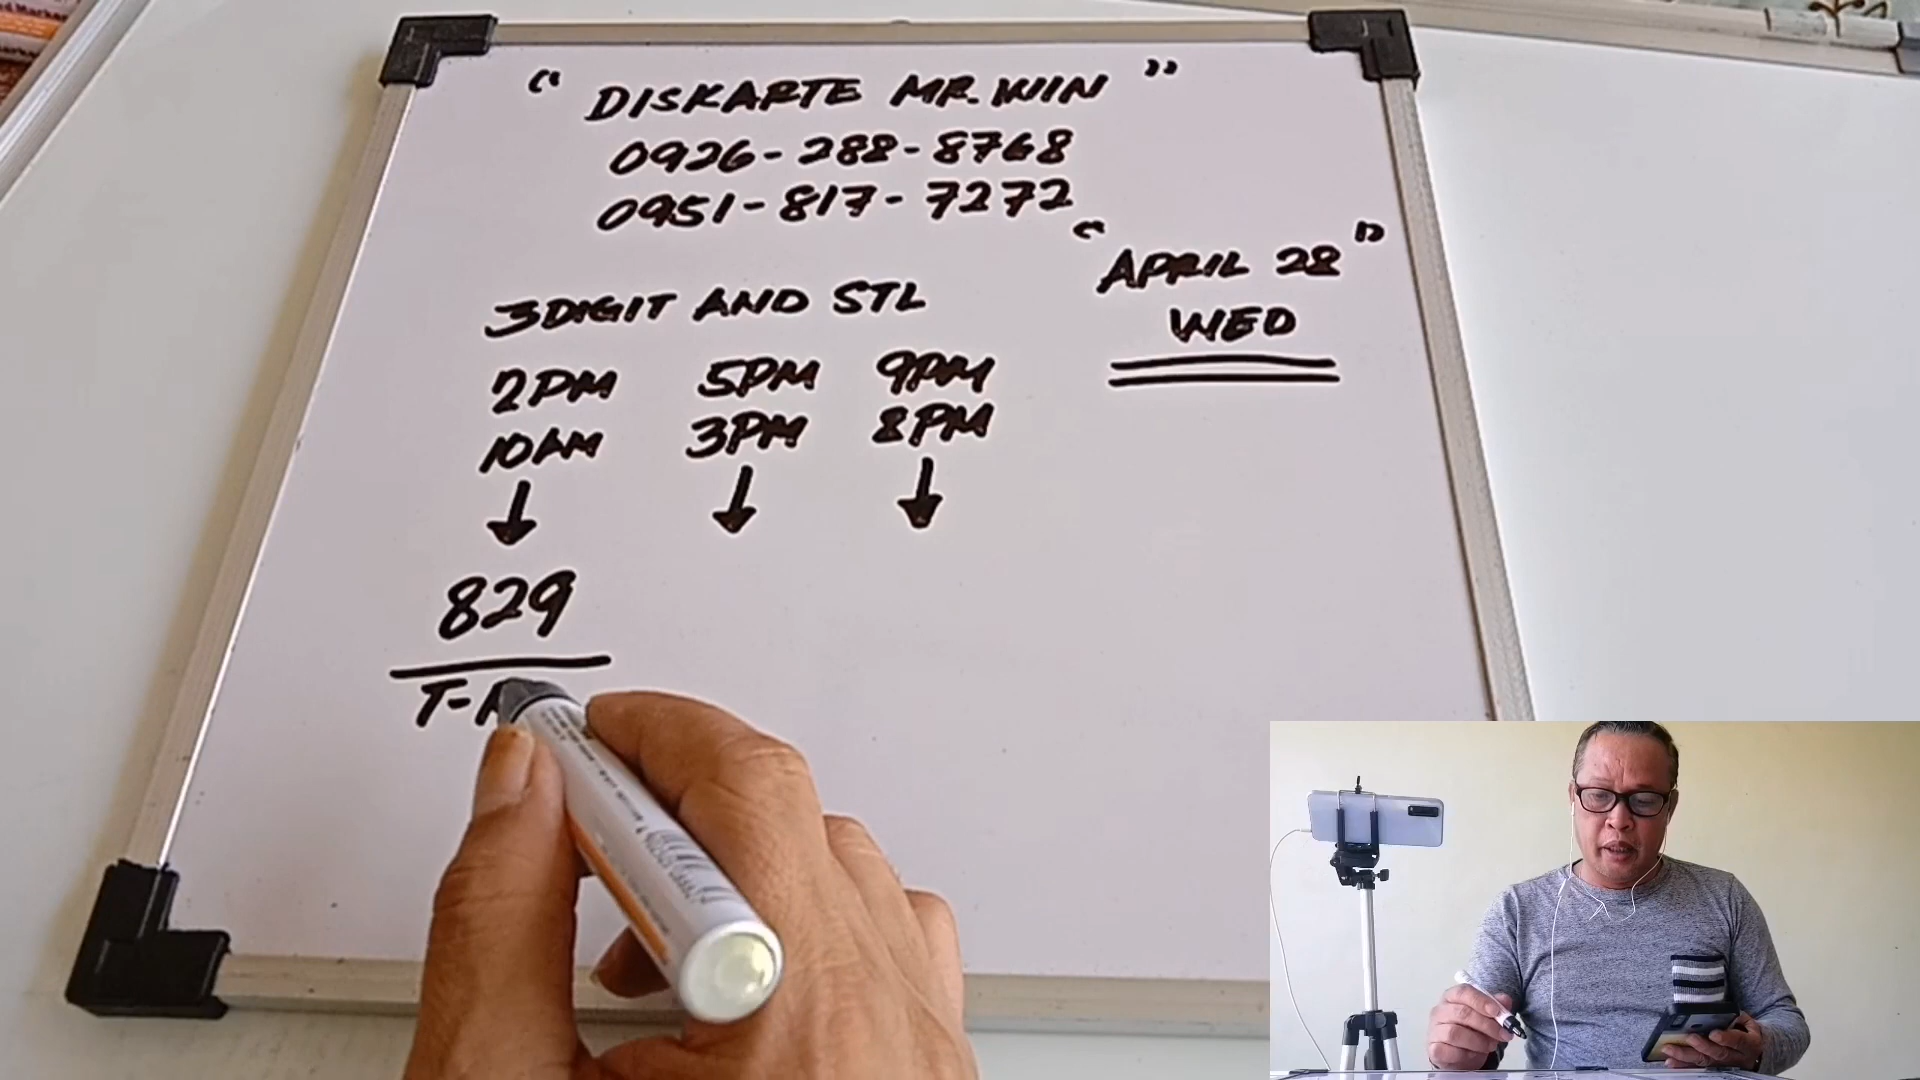 “ DISKARTE MR. WIN ”
0926-288-8768
0951-817-7272
“ APRIL 28 ”
WED
3DIGIT AND STL
2PM 5PM 9PM
10AM 3PM 8PM
829